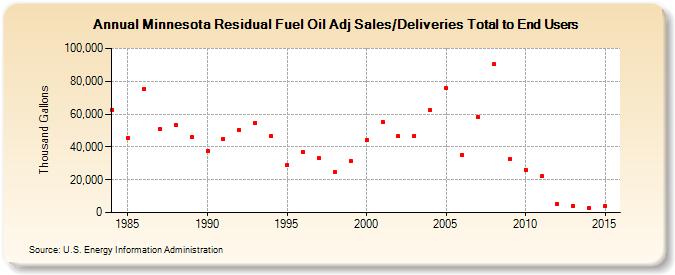 Annual Minnesota Residual Fuel Oil Adj Sales/Deliveries Total to End Users
Thousand Gallons
100,000
80,000
60,000
40,000
20,000
0
1985 1990 1995 2000 2005 2010 2015
Source: U.S. Energy Information Administration